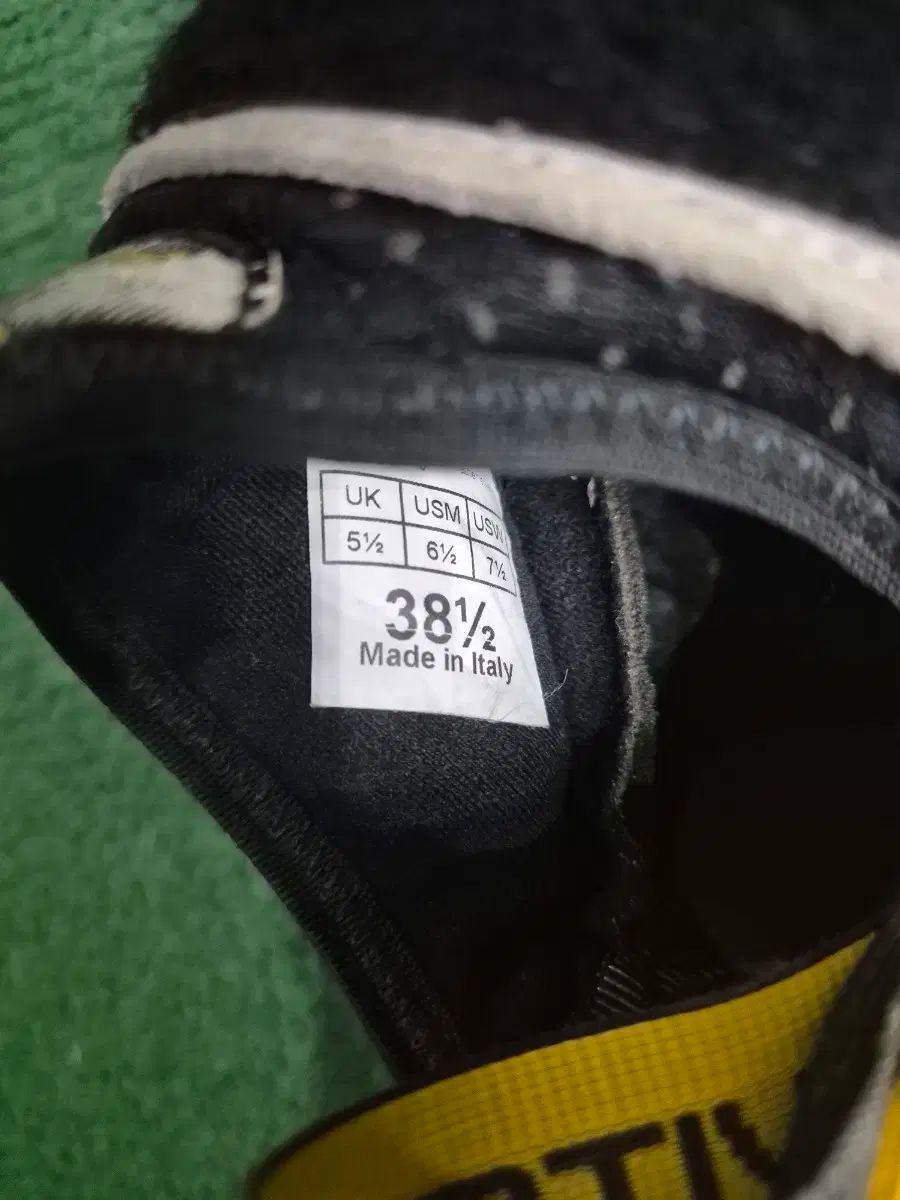 UK USM USW
5½ 6½ 7½
38½
Made in Italy